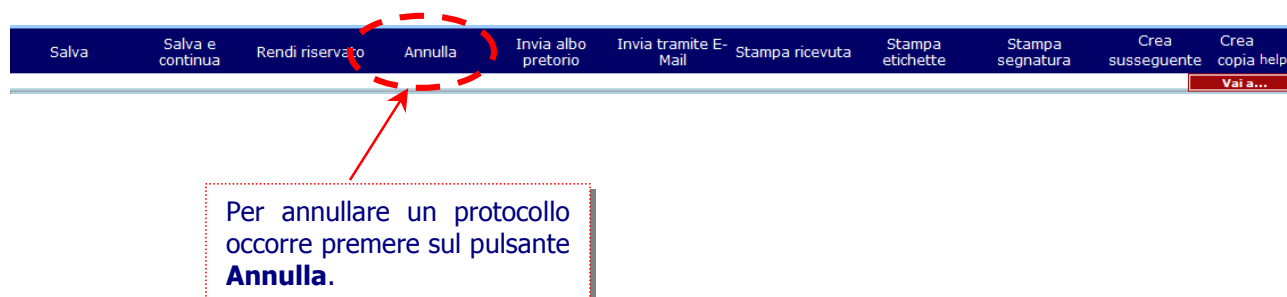 Salva Salva e continua Rendi riservato Annulla Invia albo pretorio Invia tramite E-Mail Stampa ricevuta Stampa etichette Stampa segnatura Crea susseguente Crea copia help
Vai a...
Per annullare un protocollo
occorre premere sul pulsante
Annulla.